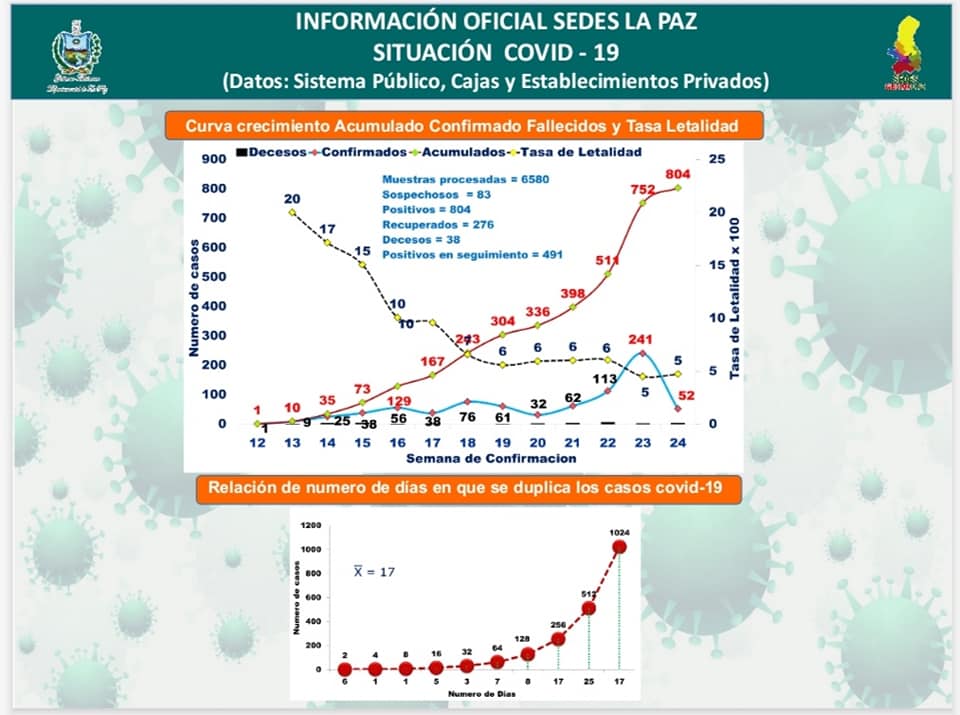 INFORMACIÓN OFICIAL SEDES LA PAZ
SITUACIÓN COVID - 19
(Datos: Sistema Público, Cajas y Establecimientos Privados)
SEDES
Curva crecimiento Acumulado Confirmado Fallecidos y Tasa Letalidad
Decesos Confirmados Acumulados Tasa de Letalidad
Muestras procesadas = 6580
Sospechosos = 83
Positivos = 804
Recuperados = 276
Decesos = 38
Positivos en seguimiento = 491
Numero de casos
900
800
700
600
500
400
300
200
100
0
25
20
15
10
5
0
Tasa de Letalidad x 100
20 17 15 10 10 7 6 6 6 6 5 5
1 10 35 73 129 167 243 304 336 398 511 752 804
1 9 25 38 56 38 76 61 32 62 113 241 52
12 13 14 15 16 17 18 19 20 21 22 23 24
Semana de Confirmacion
Relación de numero de días en que se duplica los casos covid-19
Numero de casos
1200
1000
800
600
400
200
0
X̅ = 17
2 4 8 16 32 64 128 256 512 1024
6 1 1 5 3 7 8 17 25 17
Numero de Dias